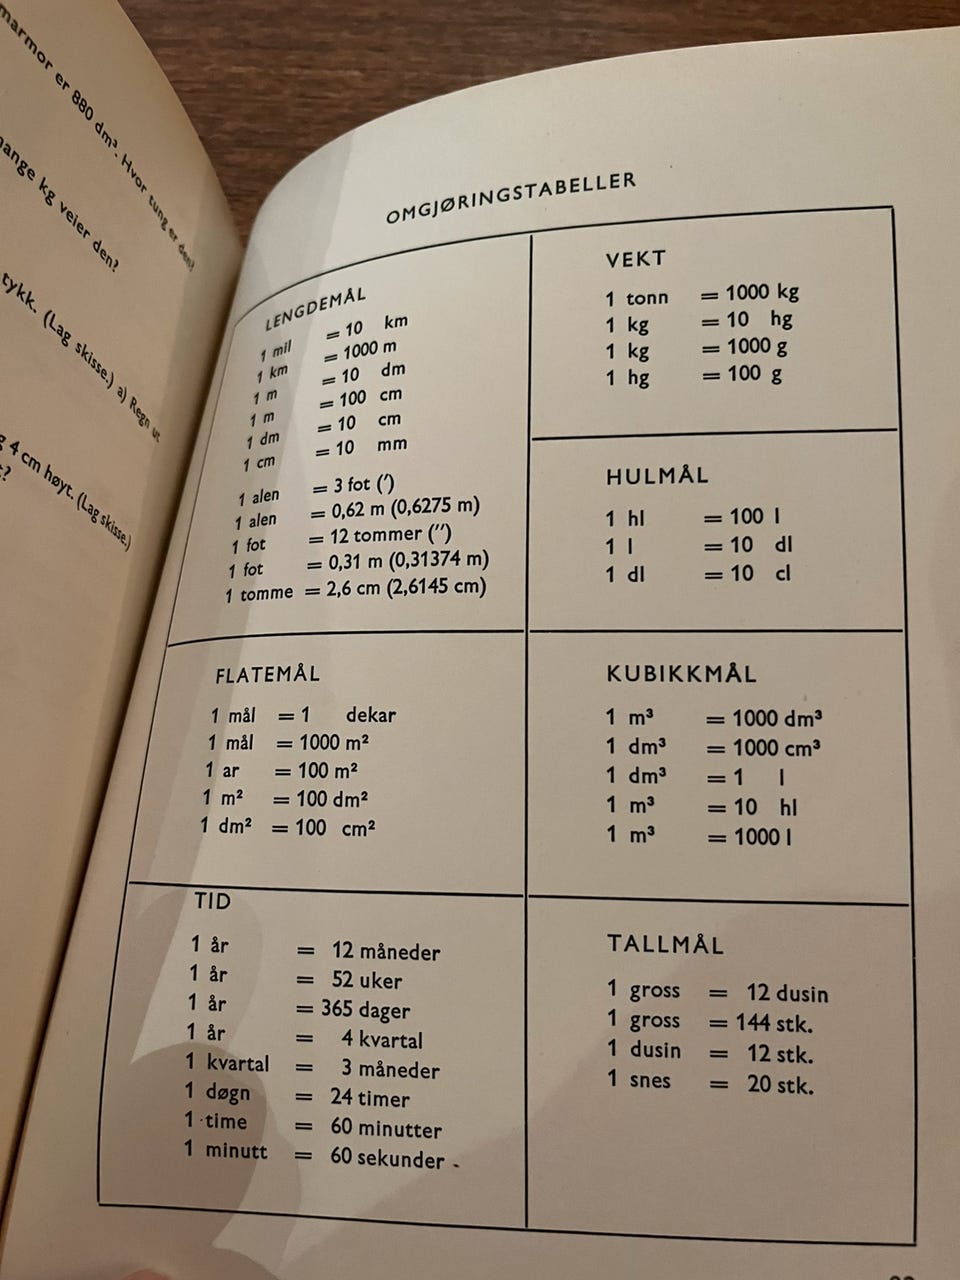 marmor er 880 dm³. Hvor tung er den?
mange kg veier den?
tykk. (Lag skisse.) a) Regn ut
g 4 cm høyt. (Lag skisse.)
t?
OMGJØRINGSTABELLER
LENGDEMÅL
1 mil = 10 km
1 km = 1000 m
1 m = 10 dm
1 m = 100 cm
1 dm = 10 cm
1 cm = 10 mm
1 alen = 3 fot (')
1 alen = 0,62 m (0,6275 m)
1 fot = 12 tommer (")
1 fot = 0,31 m (0,31374 m)
1 tomme = 2,6 cm (2,6145 cm)
VEKT
1 tonn = 1000 kg
1 kg = 10 hg
1 kg = 1000 g
1 hg = 100 g
HULMÅL
1 hl = 100 l
1 l = 10 dl
1 dl = 10 cl
FLATEMÅL
1 mål = 1 dekar
1 mål = 1000 m²
1 ar = 100 m²
1 m² = 100 dm²
1 dm² = 100 cm²
KUBIKKMÅL
1 m³ = 1000 dm³
1 dm³ = 1000 cm³
1 dm³ = 1 l
1 m³ = 10 hl
1 m³ = 1000 l
TID
1 år = 12 måneder
1 år = 52 uker
1 år = 365 dager
1 år = 4 kvartal
1 kvartal = 3 måneder
1 døgn = 24 timer
1 time = 60 minutter
1 minutt = 60 sekunder
TALLMÅL
1 gross = 12 dusin
1 gross = 144 stk.
1 dusin = 12 stk.
1 snes = 20 stk.